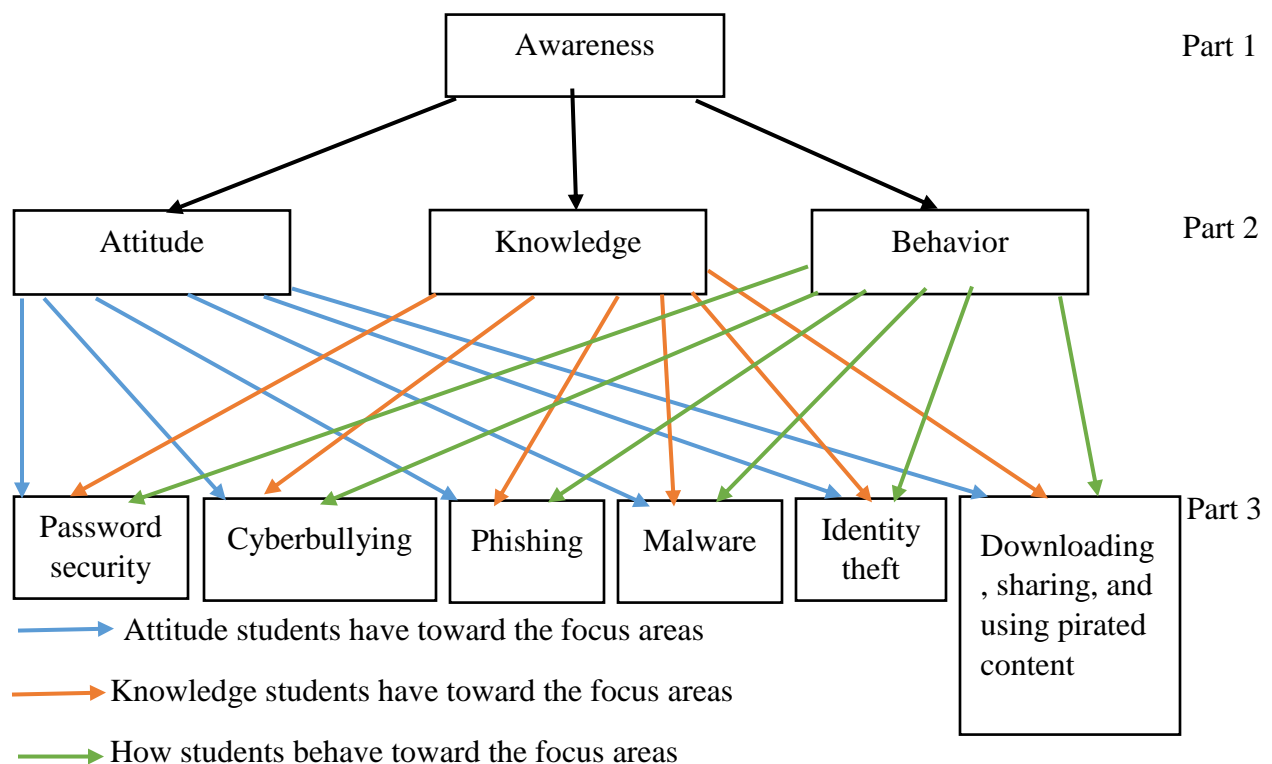 Awareness
Part 1
Attitude
Knowledge
Behavior
Part 2
Password
security
Cyberbullying
Phishing
Malware
Identity
theft
Downloading
, sharing, and
using pirated
content
Part 3
Attitude students have toward the focus areas
Knowledge students have toward the focus areas
How students behave toward the focus areas